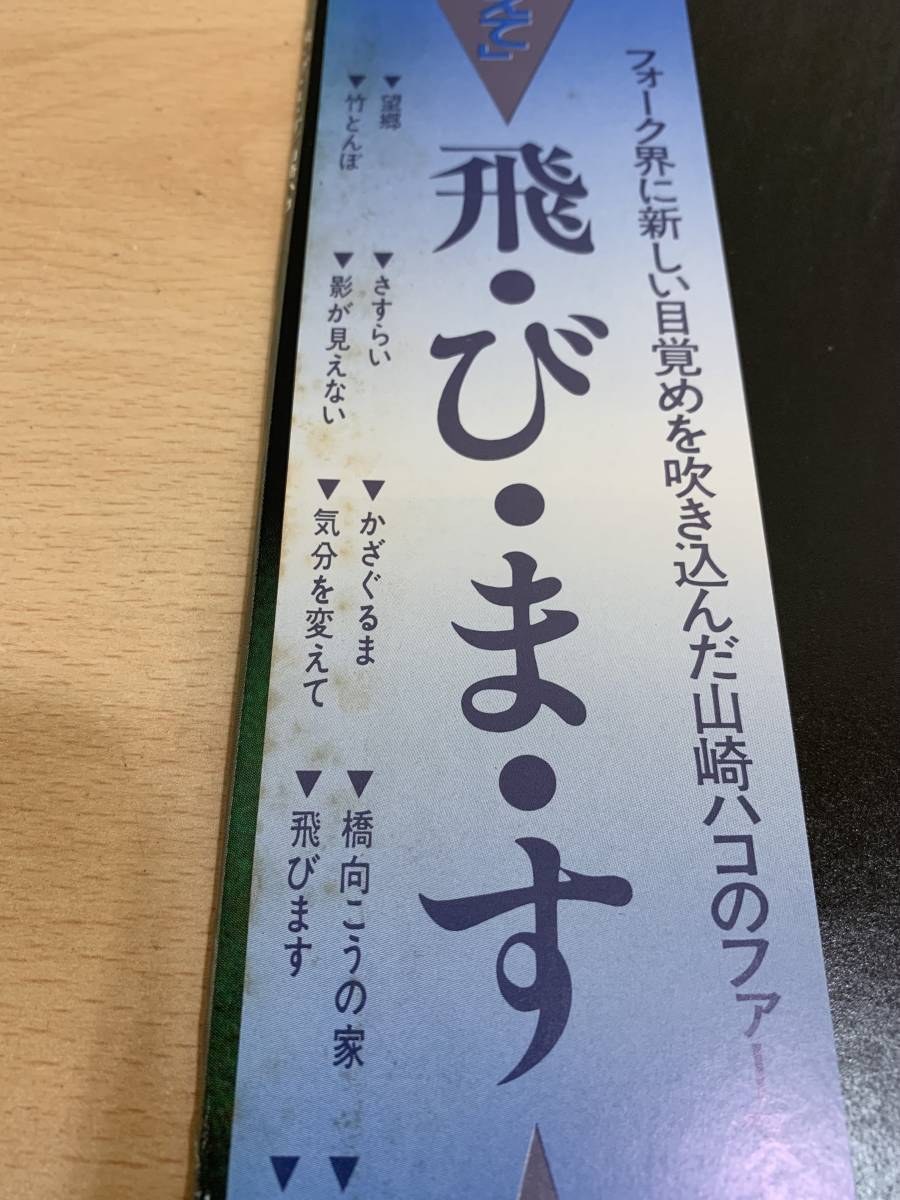 フォーク界に新しい目覚めを吹き込んだ山崎ハコのファー
飛・び・ま・す
▼望郷
▼さすらい
▼かざぐるま
▼橋向こうの家
▼
▼竹とんぼ
▼影が見えない
▼気分を変えて
▼飛びます
▼